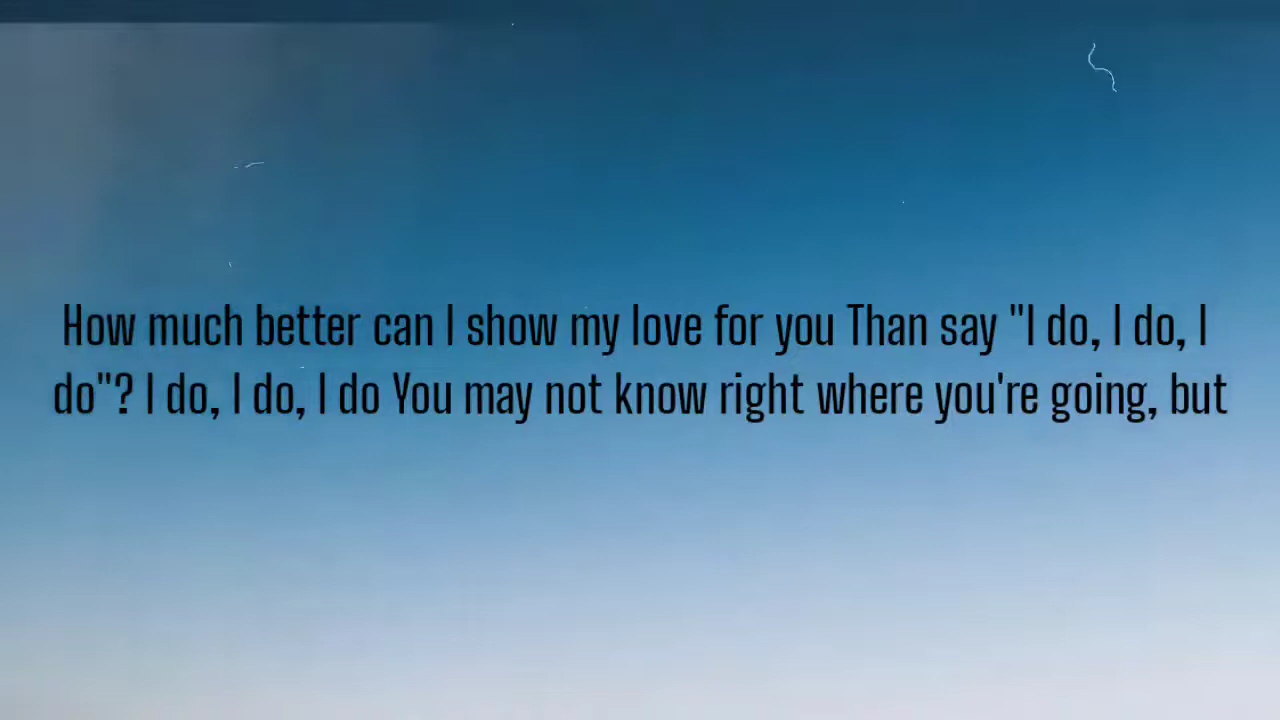 How much better can I show my love for you Than say "I do, I do, I
do"? I do, I do, I do You may not know right where you're going, but